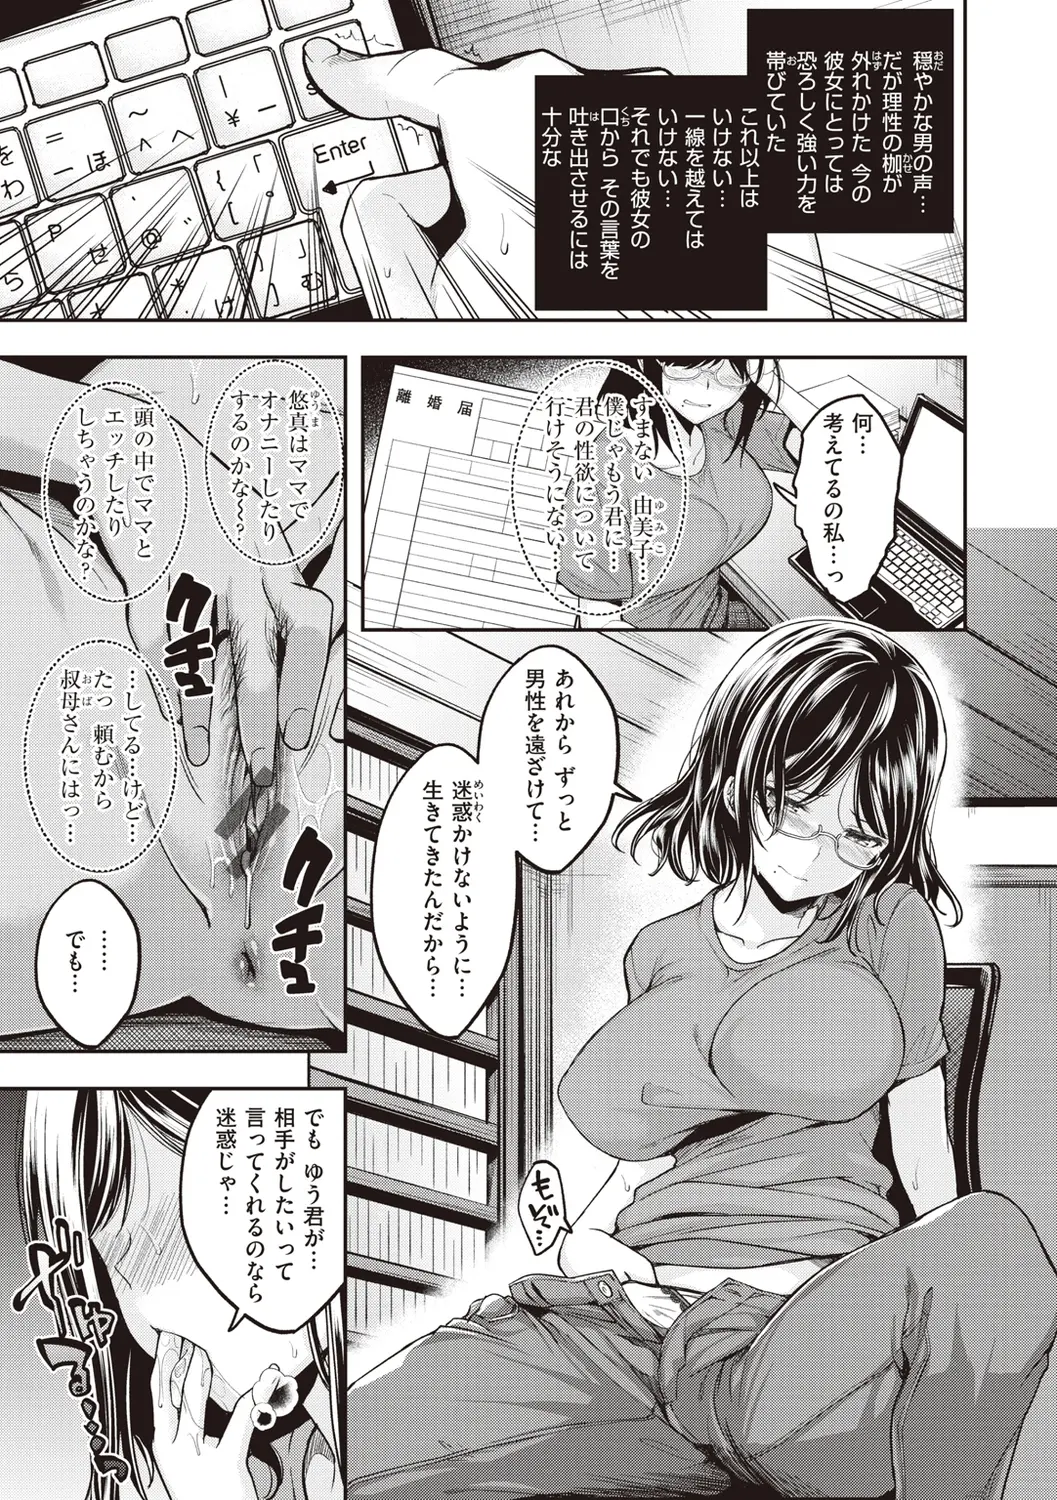 穏やかな男の声…
だが理性の枷が
外れかけた 今の
彼女にとっては
恐ろしく強い力を
帯びていた
これ以上は
いけない…
一線を越えては
いけない…
それでも彼女の
口から その言葉を
吐き出させるには
十分な
Enter
何…
考えてるの私…っ
離婚届
すまない 由美子…
僕じゃもう君に…
君の性欲について
行けそうにない…
悠真はママで
オナニーしたり
するのかな〜?
頭の中でママと
エッチしたり
しちゃうのかな?
クチュ
…してる…けど…
たっ 頼むから
叔母さんにはっ…
クチュ
………
でも…
あれから ずっと
男性を遠ざけて…
迷惑かけないように…
生きてきたんだから…
もぞ…
でも ゆう君が…
相手がしたいって
言ってくれるのなら
迷惑じゃ…